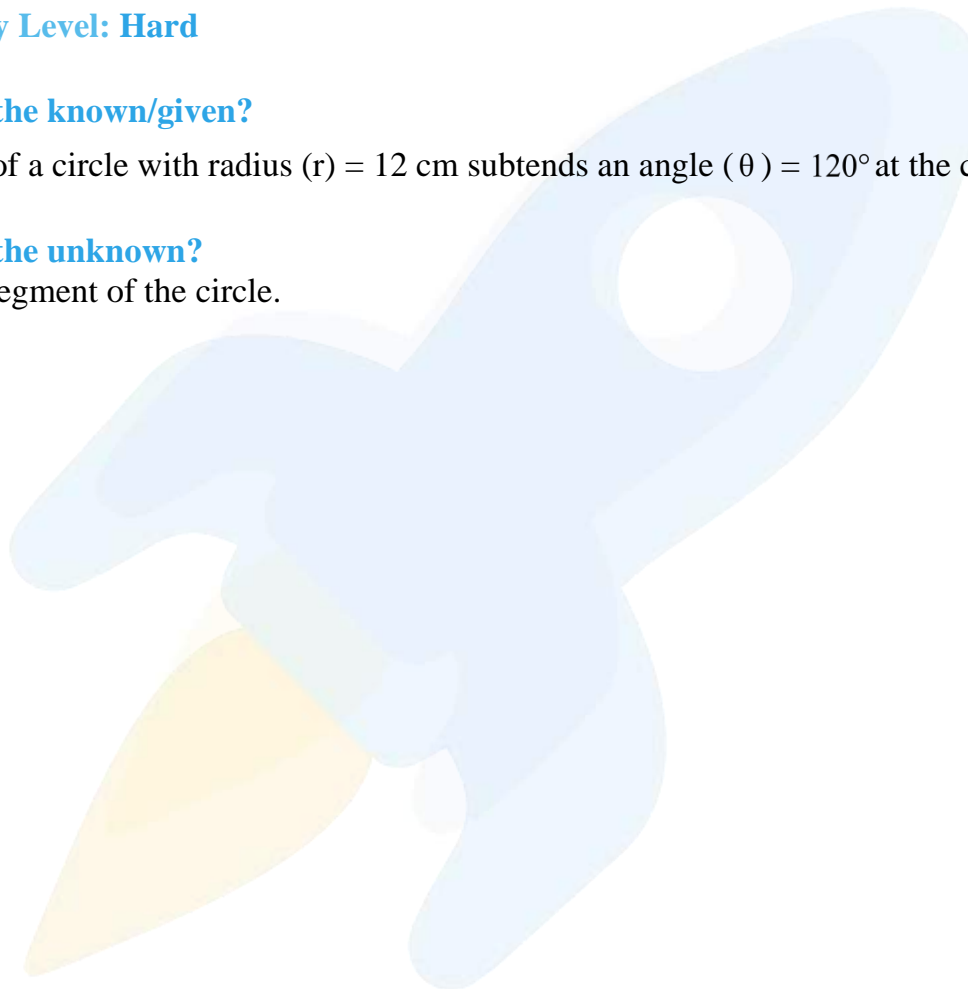 y Level: Hard
the known/given?
of a circle with radius (r) = 12 cm subtends an angle (θ) = 120° at the c
the unknown?
egment of the circle.